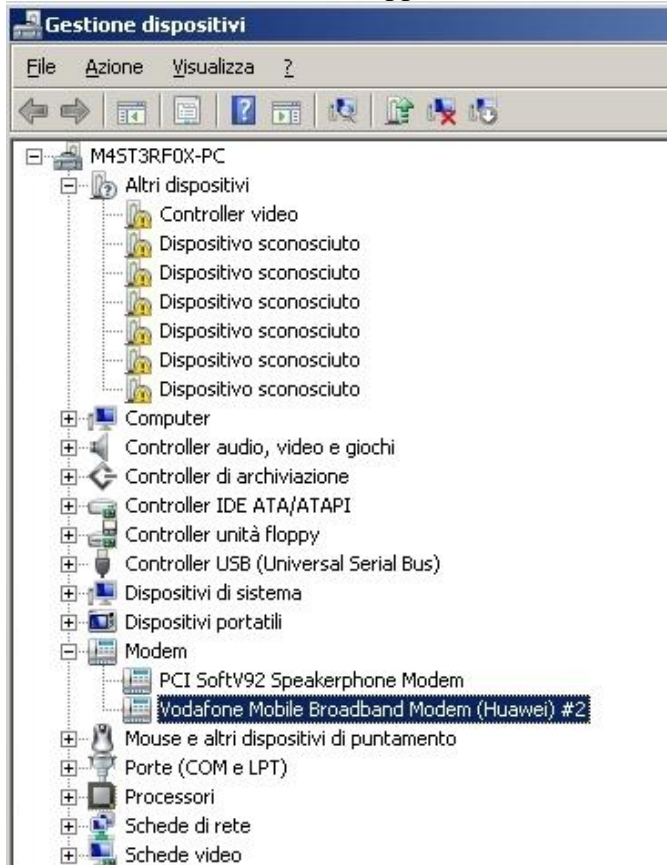 Gestione dispositivi
File Azione Visualizza ?
M4ST3RF0X-PC
Altri dispositivi
Controller video
Dispositivo sconosciuto
Dispositivo sconosciuto
Dispositivo sconosciuto
Dispositivo sconosciuto
Dispositivo sconosciuto
Dispositivo sconosciuto
Computer
Controller audio, video e giochi
Controller di archiviazione
Controller IDE ATA/ATAPI
Controller unità floppy
Controller USB (Universal Serial Bus)
Dispositivi di sistema
Dispositivi portatili
Modem
PCI SoftV92 Speakerphone Modem
Vodafone Mobile Broadband Modem (Huawei) #2
Mouse e altri dispositivi di puntamento
Porte (COM e LPT)
Processori
Schede di rete
Schede video